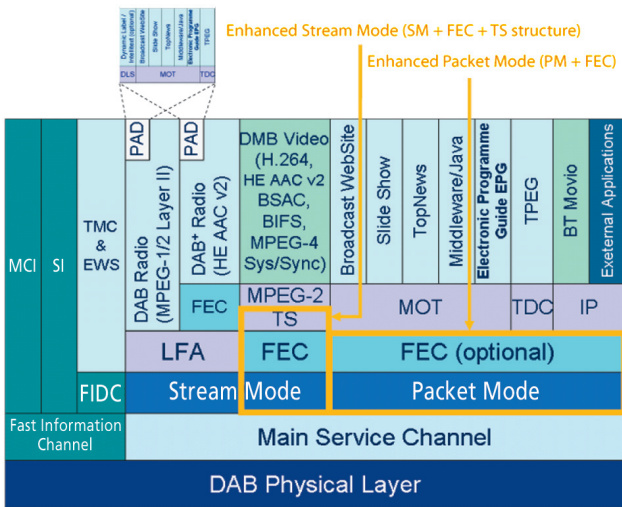 Dynamic Label /
Intellitext (optional)
Broadcast WebSite
Slide Show
TopNews
Middleware/Java
Electronic Programme
Guide EPG
TPEG
DLS
MOT
TDC
Enhanced Stream Mode (SM + FEC + TS structure)
Enhanced Packet Mode (PM + FEC)
MCI
SI
TMC
&
EWS
PAD
DAB Radio
(MPEG-1/2 Layer II)
PAD
DAB+ Radio
(HE AAC v2)
DMB Video
(H.264,
HE AAC v2
BSAC,
BIFS,
MPEG-4
Sys/Sync)
Broadcast WebSite
Slide Show
TopNews
Middleware/Java
Electronic Programme
Guide EPG
TPEG
BT Movio
Exeternal Applications
FEC
MPEG-2
TS
MOT
TDC
IP
LFA
FEC
FEC (optional)
FIDC
Stream Mode
Packet Mode
Fast Information
Channel
Main Service Channel
DAB Physical Layer